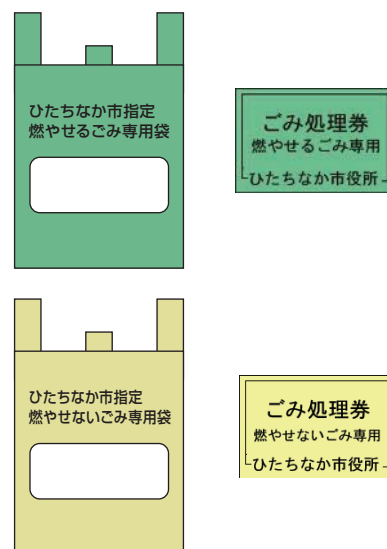 ひたちなか市指定
燃やせるごみ専用袋
ごみ処理券
燃やせるごみ専用
ひたちなか市役所
ひたちなか市指定
燃やせないごみ専用袋
ごみ処理券
燃やせないごみ専用
ひたちなか市役所